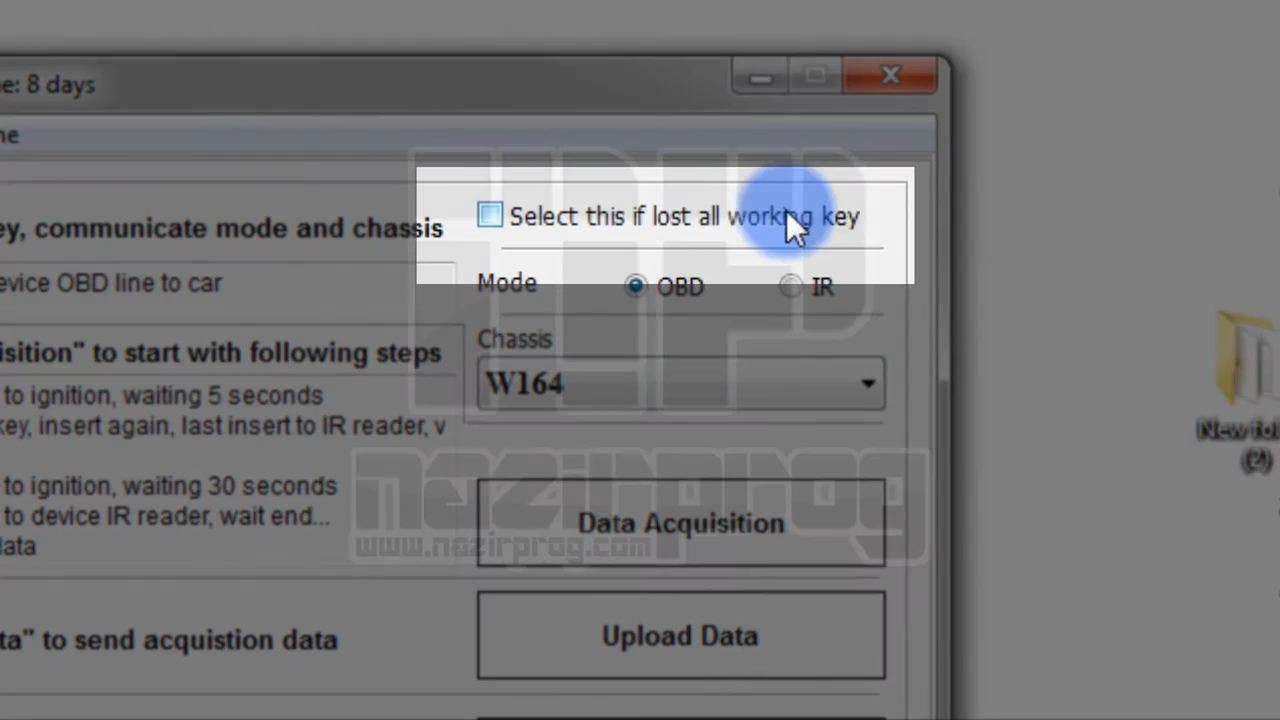 e: 8 days
ne
ey, communicate mode and chassis
Select this if lost all working key
evice OBD line to car
Mode OBD IR
isition" to start with following steps
Chassis
W164
to ignition, waiting 5 seconds
key, insert again, last insert to IR reader, v
New fol
(2)
to ignition, waiting 30 seconds
to device IR reader, wait end...
data
Data Acquisition
nazirprog
www.nazirprog.com
ta" to send acquistion data
Upload Data